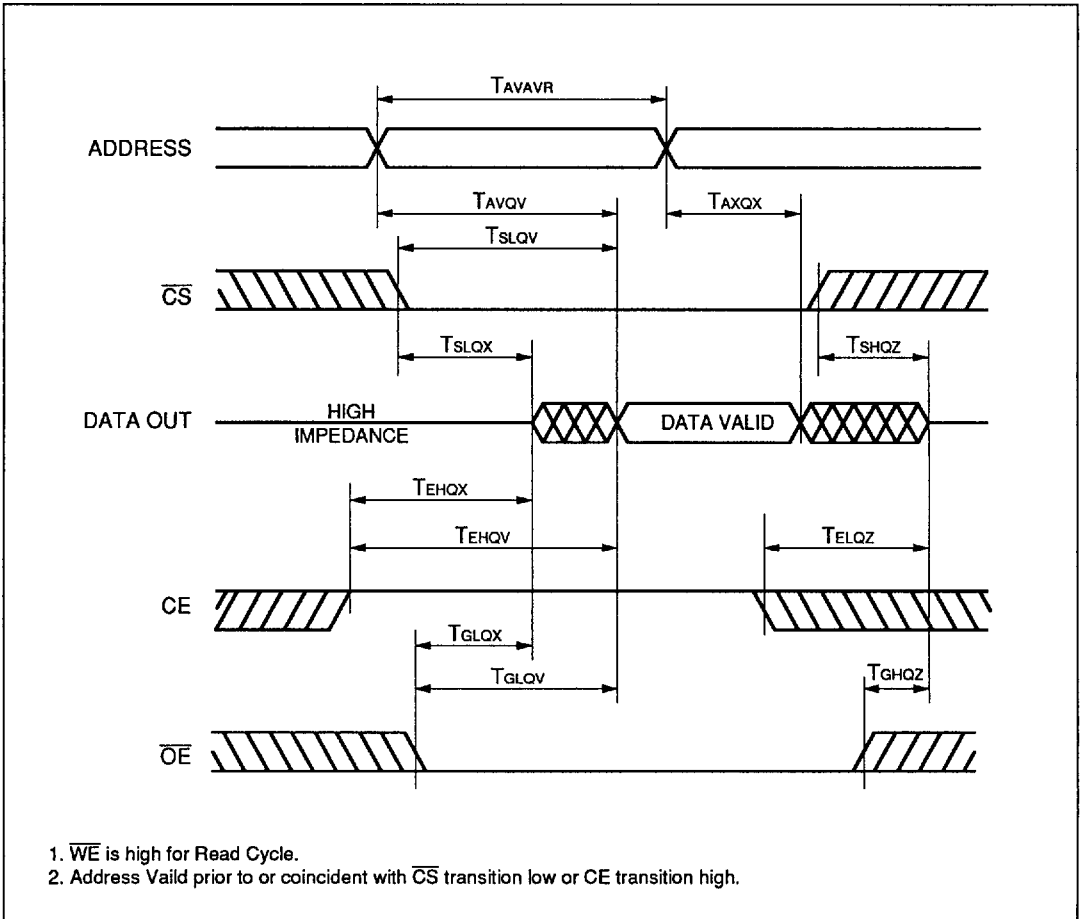 TAVAVR
ADDRESS
TAVQV
TAXQX
TSLQV
CS
TSLQX
TSHQZ
DATA OUT
HIGH
IMPEDANCE
DATA VALID
TEHQX
TEHQV
TELQZ
CE
TGLQX
TGLQV
TGHQZ
OE
1. WE is high for Read Cycle.
2. Address Vaild prior to or coincident with CS transition low or CE transition high.